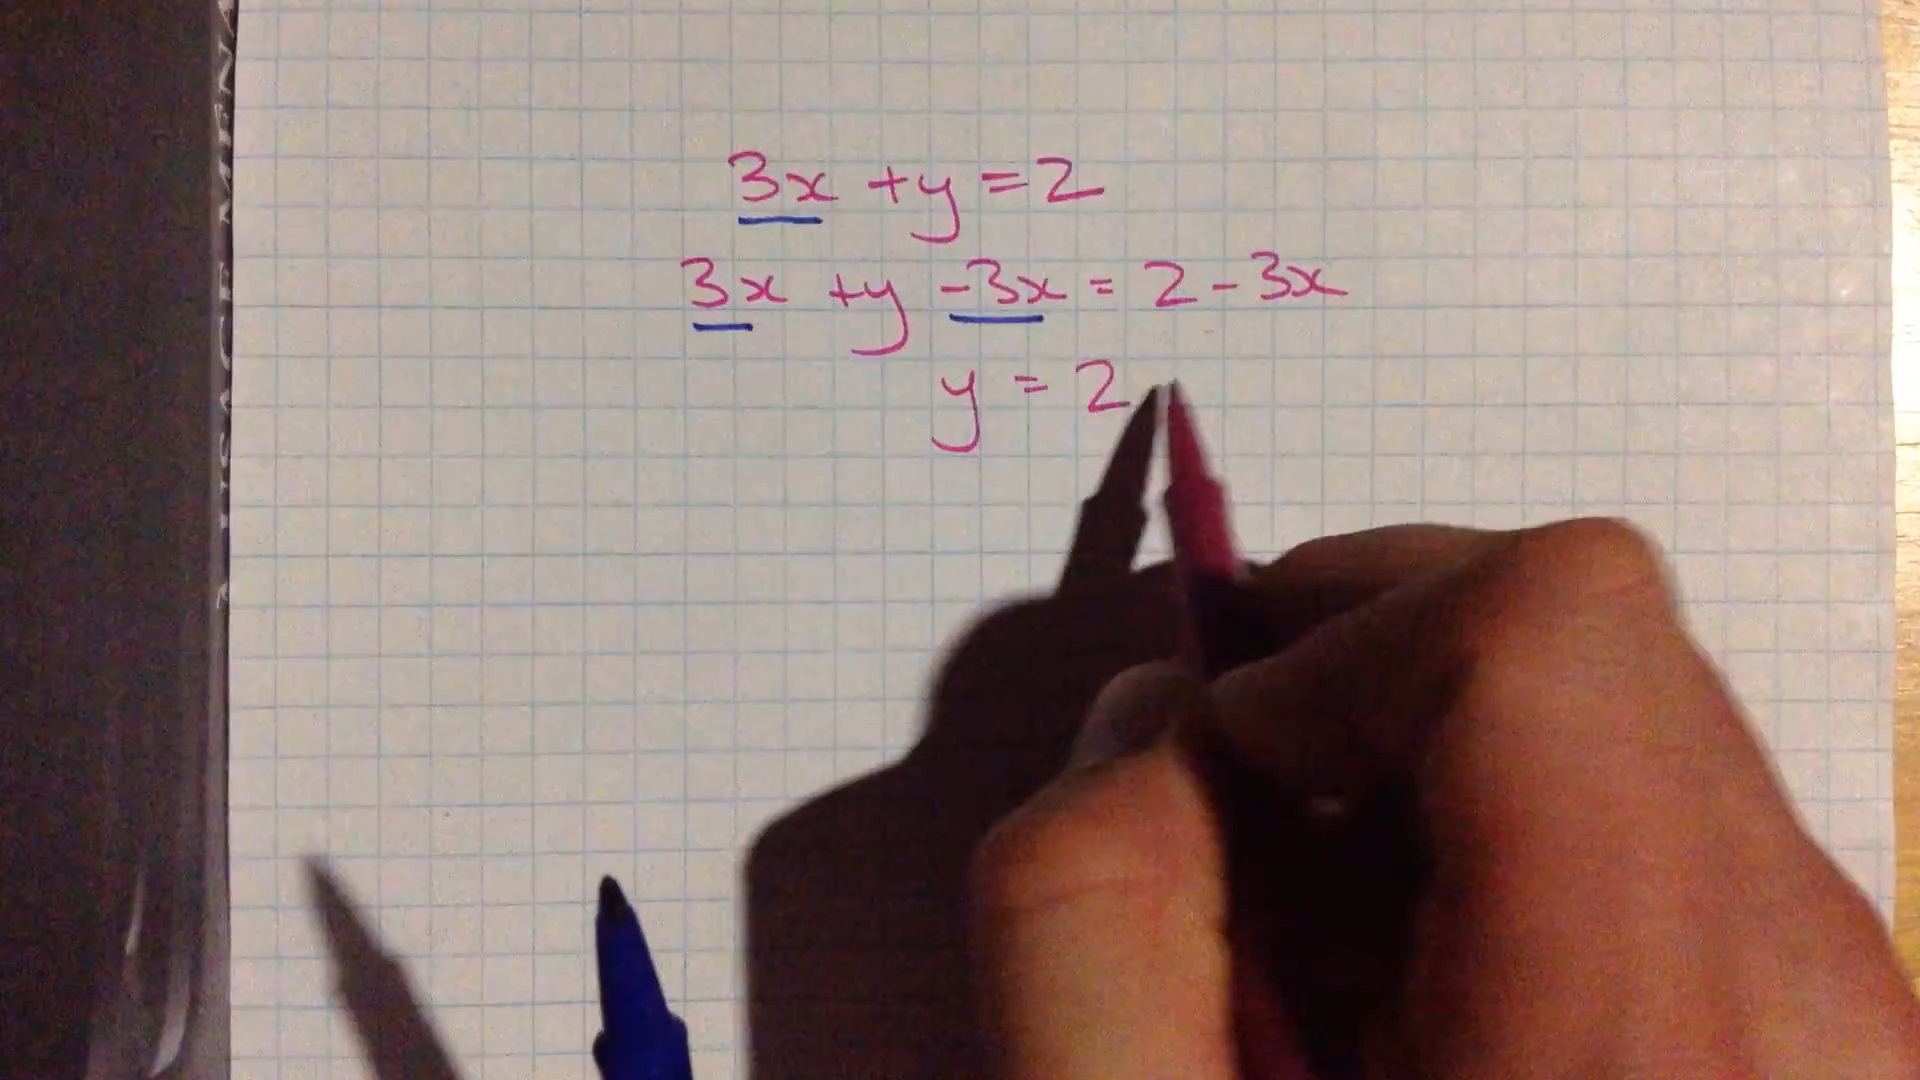 3x + y = 2
3x + y - 3x = 2 - 3x
y = 2